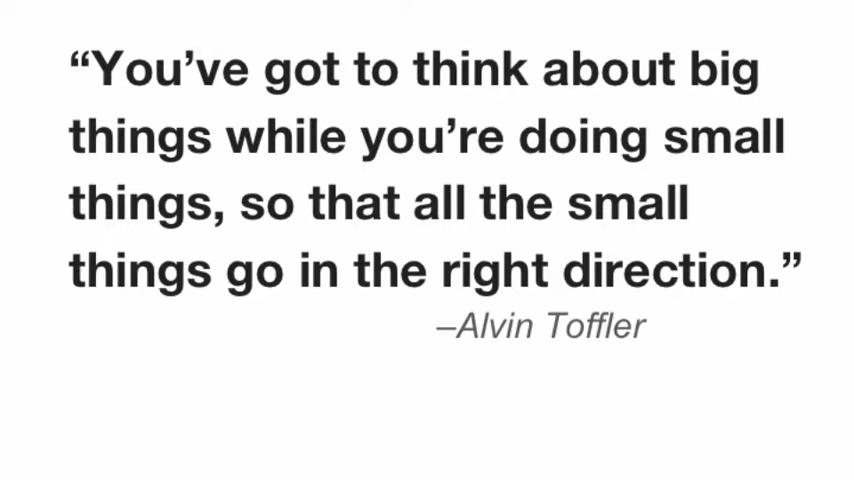 “You’ve got to think about big
things while you’re doing small
things, so that all the small
things go in the right direction.”
–Alvin Toffler